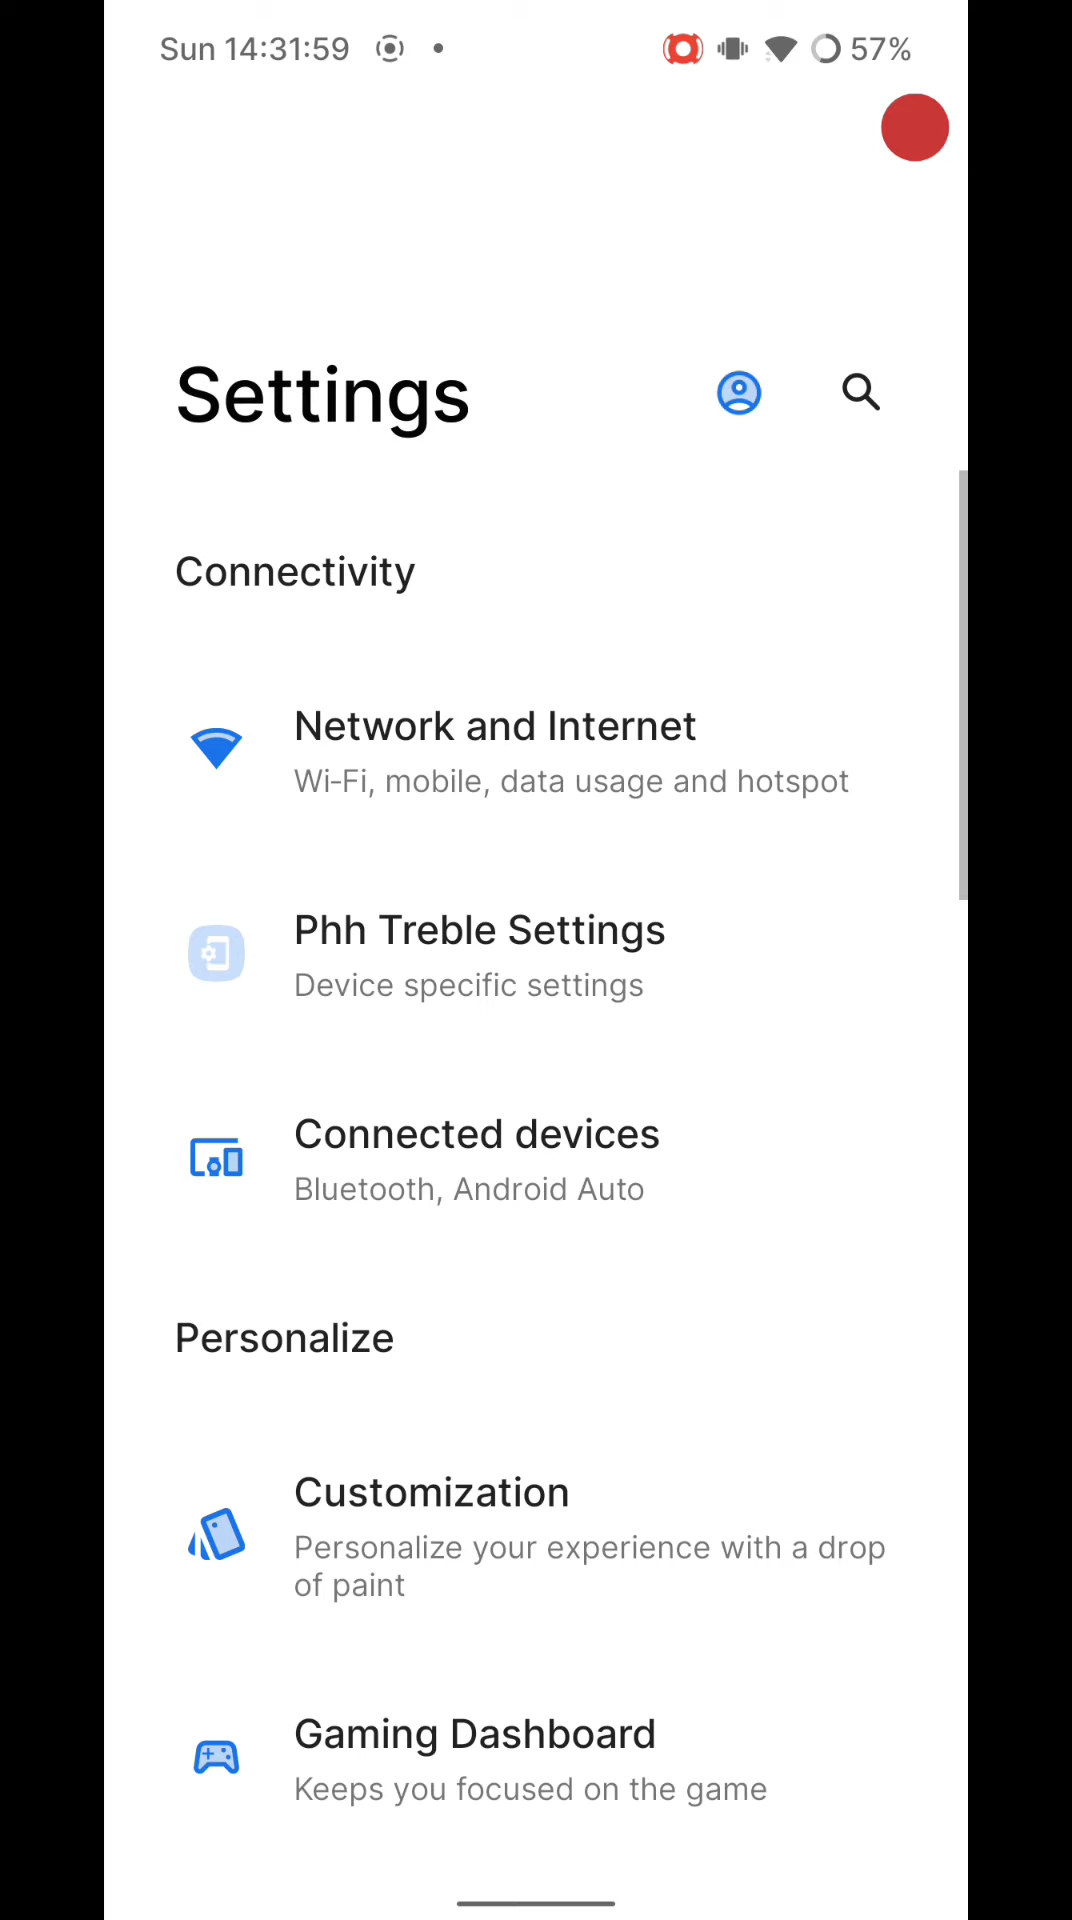 Sun 14:31:59 57%
Settings
Connectivity
Network and Internet
Wi-Fi, mobile, data usage and hotspot
Phh Treble Settings
Device specific settings
Connected devices
Bluetooth, Android Auto
Personalize
Customization
Personalize your experience with a drop
of paint
Gaming Dashboard
Keeps you focused on the game